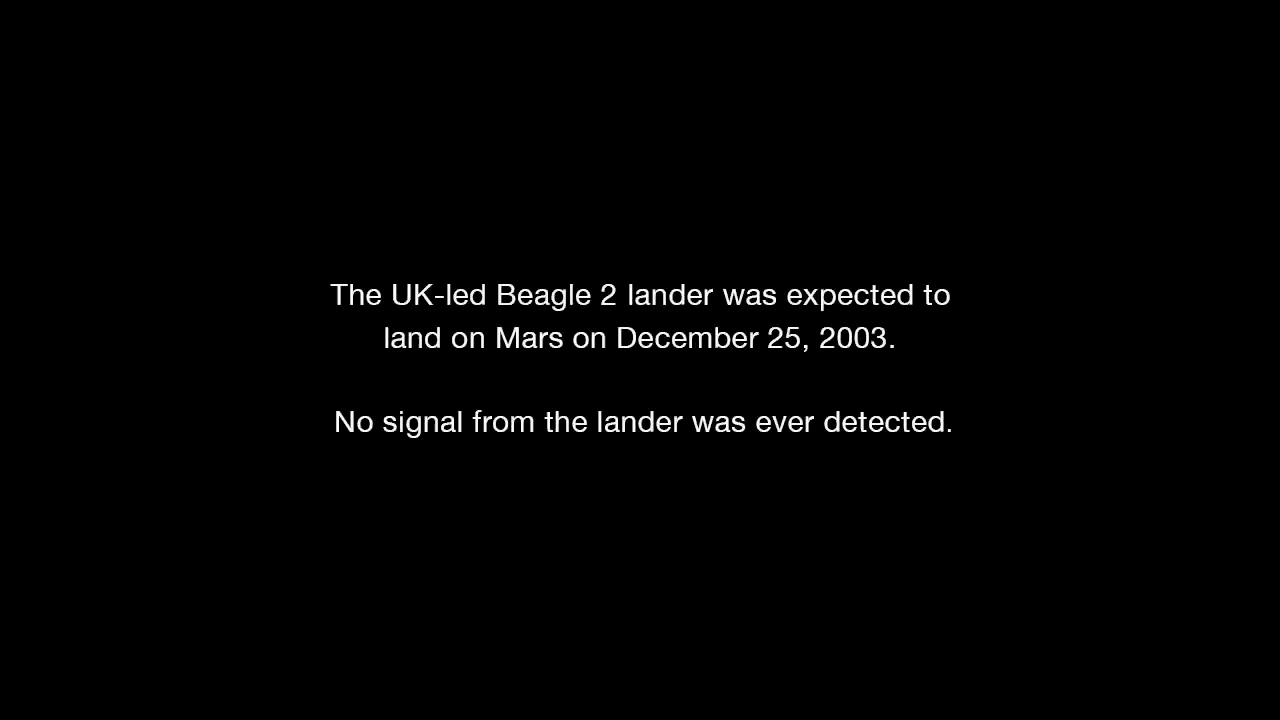 The UK-led Beagle 2 lander was expected to
land on Mars on December 25, 2003.
No signal from the lander was ever detected.